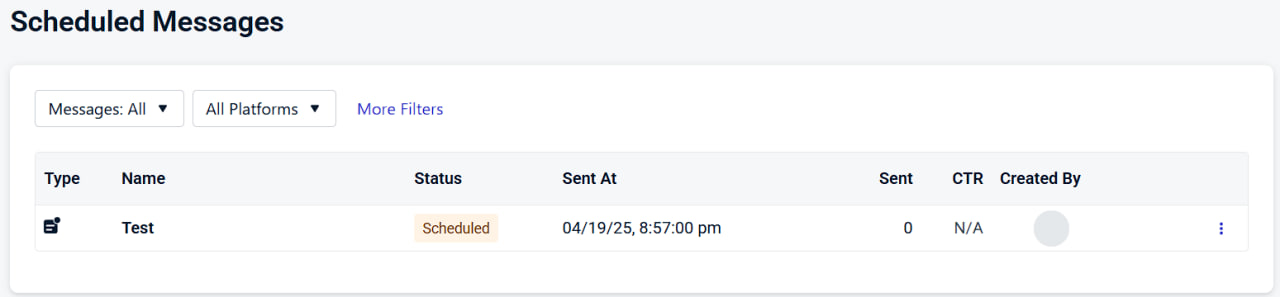 Scheduled Messages
Messages: All All Platforms More Filters
Type Name Status Sent At Sent CTR Created By
Test Scheduled 04/19/25, 8:57:00 pm 0 N/A